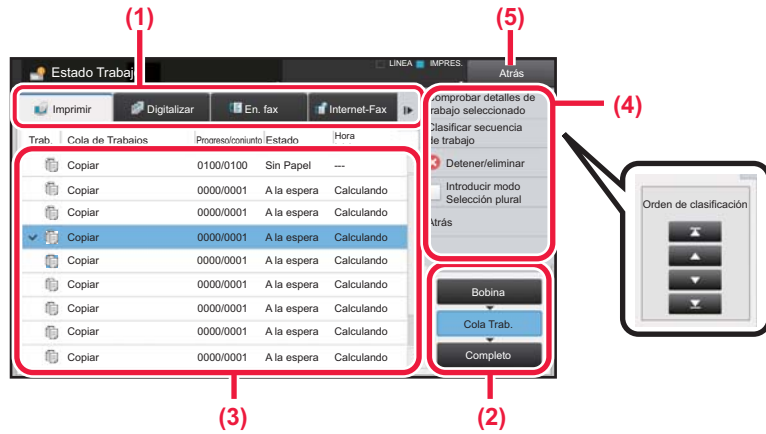 (1)
(5)
LINEA
IMPRES.
Estado Trabajo
Atrás
Imprimir
Digitalizar
En. fax
Internet-Fax
Comprobar detalles de
trabajo seleccionado
Clasificar secuencia
de trabajo
Detener/eliminar
Introducir modo
Selección plural
Atrás
(4)
Trab. Cola de Trabajos Progreso/conjunto Estado Hora
Copiar 0100/0100 Sin Papel ---
Copiar 0000/0001 A la espera Calculando
Copiar 0000/0001 A la espera Calculando
Copiar 0000/0001 A la espera Calculando
Copiar 0000/0001 A la espera Calculando
Copiar 0000/0001 A la espera Calculando
Copiar 0000/0001 A la espera Calculando
Copiar 0000/0001 A la espera Calculando
Copiar 0000/0001 A la espera Calculando
Bobina
Cola Trab.
Completo
Orden de clasificación
(3)
(2)